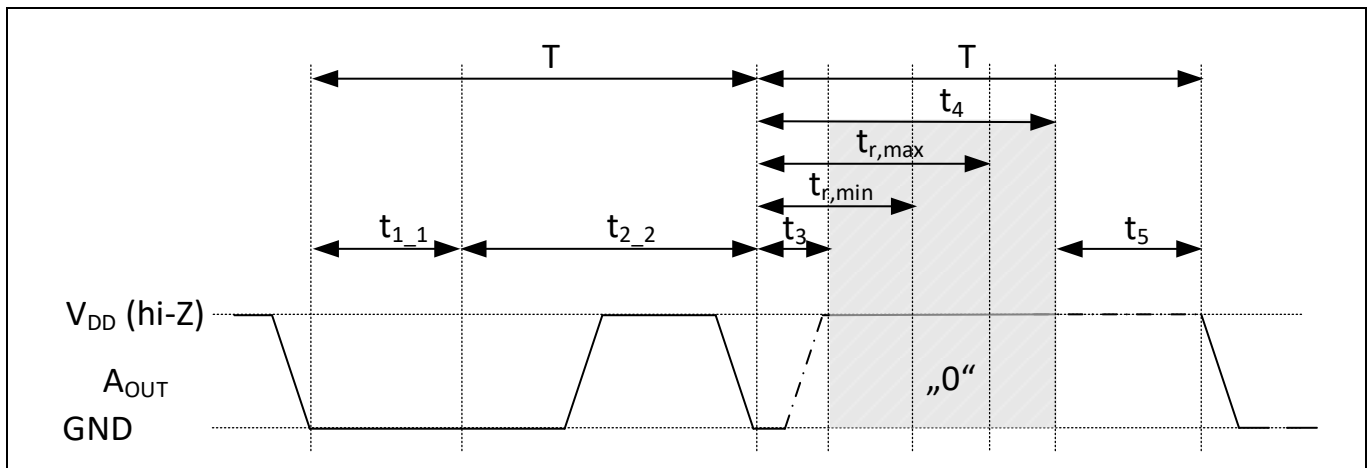 T T
t4
tr,max
tr,min
t1_1 t2_2 t3 t5
VDD (hi-Z)
AOUT „0“
GND